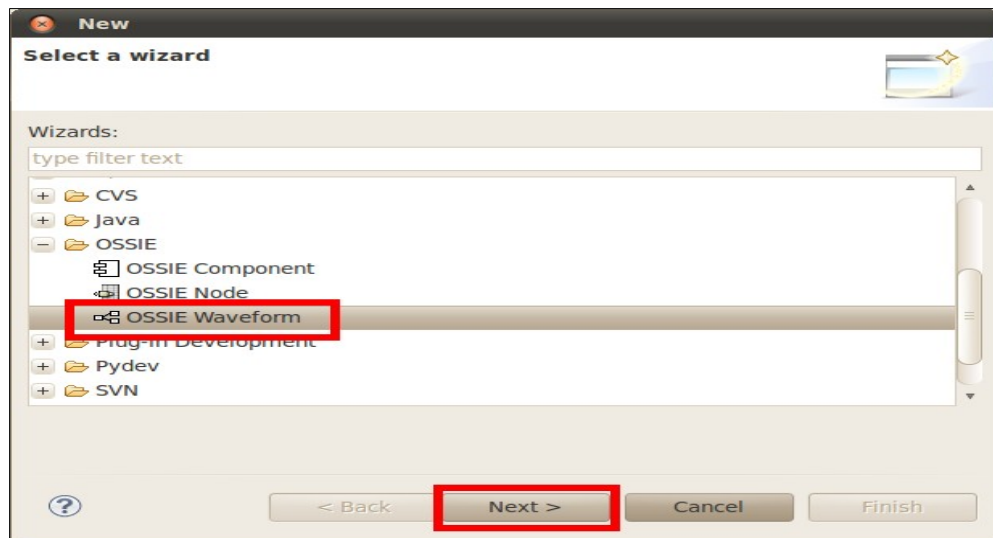 New
Select a wizard
Wizards:
type filter text
CVS
Java
OSSIE
OSSIE Component
OSSIE Node
OSSIE Waveform
Plug-in Development
Pydev
SVN
< Back Next > Cancel Finish